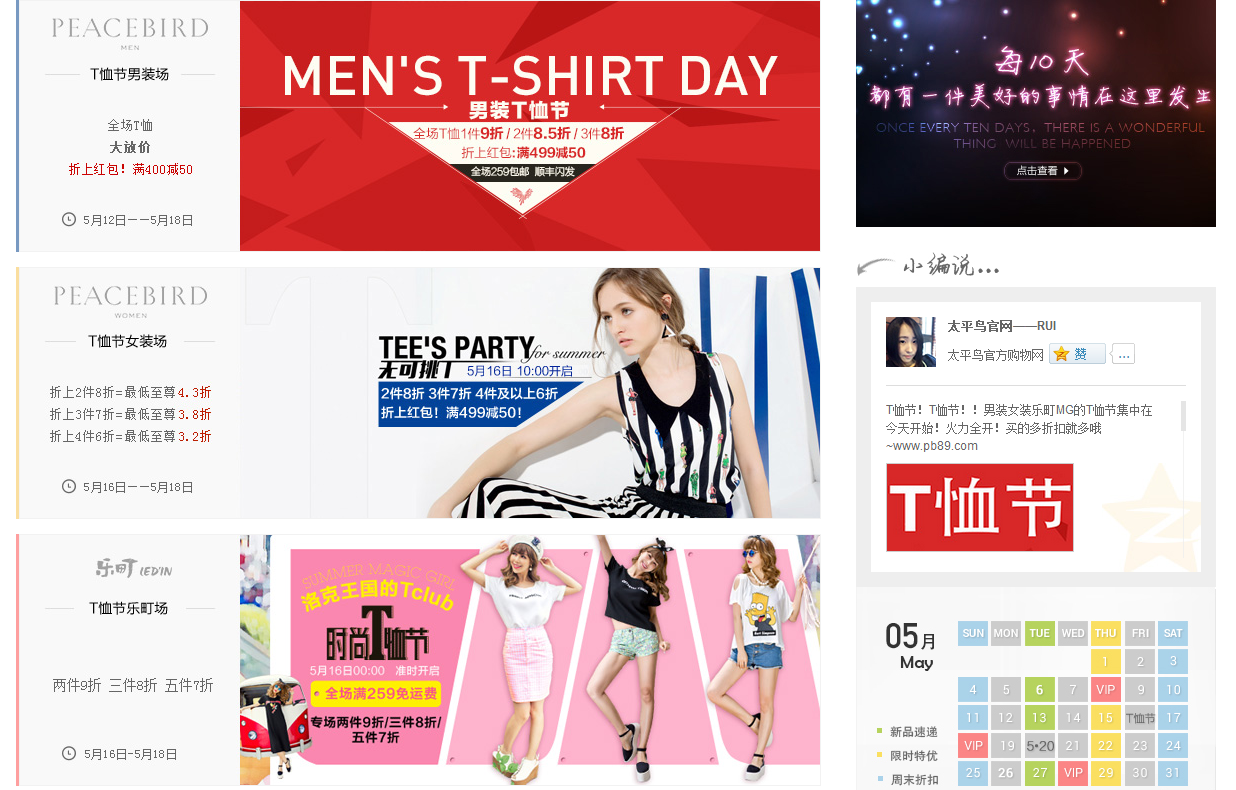 PEACEBIRD
MEN
T恤节男装场
全场T恤
大放价
折上红包！满400减50
5月12日——5月18日
MEN'S T-SHIRT DAY
男装T恤节
全场T恤1件9折 / 2件8.5折 / 3件8折
折上红包:满499减50
全场259包邮 顺丰闪发
PEACEBIRD
WOMEN
T恤节女装场
折上2件8折=最低至尊4.3折
折上3件7折=最低至尊3.8折
折上4件6折=最低至尊3.2折
5月16日——5月18日
TEE'S PARTY for summer
无可挑T 5月16日 10:00开启
2件8折 3件7折 4件及以上6折
折上红包！满499减50！
乐町 LEDIN
T恤节乐町场
两件9折 三件8折 五件7折
5月16日-5月18日
SUMMER MAGIC GIRL
洛克王国的Tclub
时尚T恤节
5月16日00:00 准时开启
全场满259免运费
专场两件9折/三件8折/
五件7折
每10天
都有一件美好的事情在这里发生
ONCE EVERY TEN DAYS, THERE IS A WONDERFUL
THING WILL BE HAPPENED
点击查看
小编说...
太平鸟官网——RUI
太平鸟官方购物网 赞 ...
T恤节！T恤节！！男装女装乐町MG的T恤节集中在
今天开始！火力全开！买的多折扣就多哦
~www.pb89.com
T恤节
05月
May
新品速递
限时特优
周末折扣
SUN MON TUE WED THU FRI SAT
1 2 3
4 5 6 7 VIP 9 10
11 12 13 14 15 T恤节 17
VIP 19 5•20 21 22 23 24
25 26 27 VIP 29 30 31